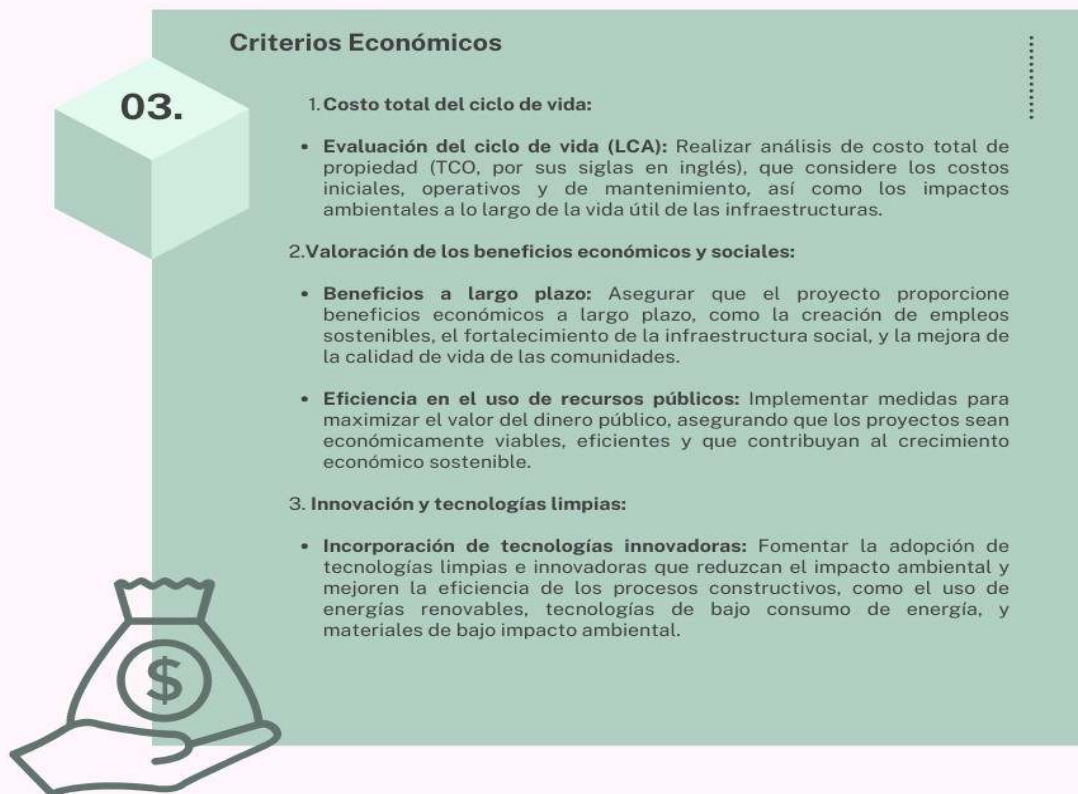 Criterios Económicos
03.
1. Costo total del ciclo de vida:
• Evaluación del ciclo de vida (LCA): Realizar análisis de costo total de
propiedad (TCO, por sus siglas en inglés), que considere los costos
iniciales, operativos y de mantenimiento, así como los impactos
ambientales a lo largo de la vida útil de las infraestructuras.
2.Valoración de los beneficios económicos y sociales:
• Beneficios a largo plazo: Asegurar que el proyecto proporcione
beneficios económicos a largo plazo, como la creación de empleos
sostenibles, el fortalecimiento de la infraestructura social, y la mejora de
la calidad de vida de las comunidades.
• Eficiencia en el uso de recursos públicos: Implementar medidas para
maximizar el valor del dinero público, asegurando que los proyectos sean
económicamente viables, eficientes y que contribuyan al crecimiento
económico sostenible.
3. Innovación y tecnologías limpias:
• Incorporación de tecnologías innovadoras: Fomentar la adopción de
tecnologías limpias e innovadoras que reduzcan el impacto ambiental y
mejoren la eficiencia de los procesos constructivos, como el uso de
energías renovables, tecnologías de bajo consumo de energía, y
materiales de bajo impacto ambiental.
$